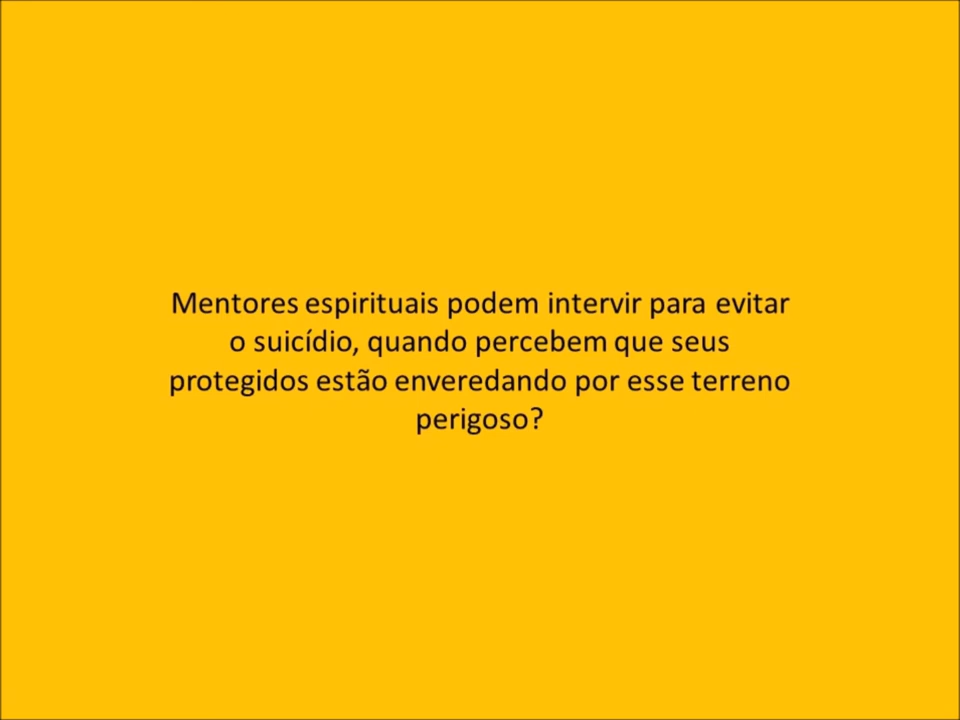 Mentores espirituais podem intervir para evitar
o suicídio, quando percebem que seus
protegidos estão enveredando por esse terreno
perigoso?